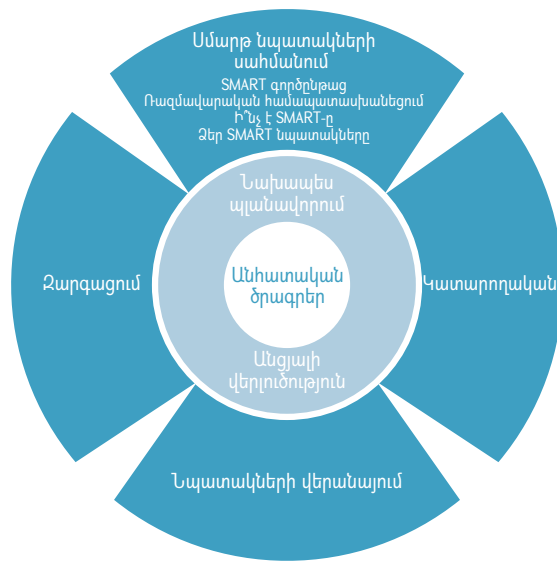 Սմարթ նպատակների
սահմանում
SMART գործընթաց
Ռազմավարական համապատասխանեցում
Ի՞նչ է SMART-ը
Ձեր SMART նպատակները
Նախապես
պլանավորում
Զարգացում
Անհատական
ծրագրեր
Կատարողական
Անցյալի
վերլուծություն
Նպատակների վերանայում